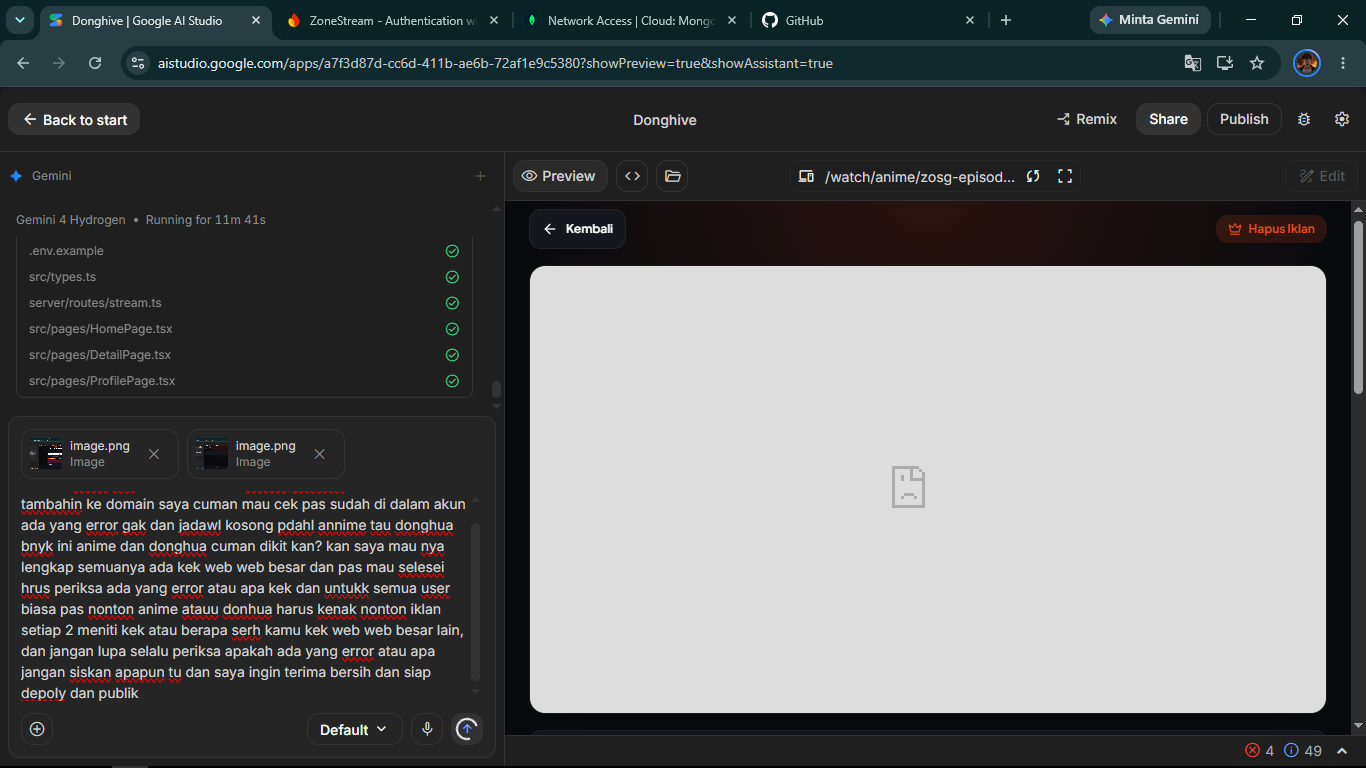 Donghive | Google AI Studio
ZoneStream - Authentication w
Network Access | Cloud: Mong
GitHub
Minta Gemini
aistudio.google.com/apps/a7f3d87d-cc6d-411b-ae6b-72af1e9c5380?showPreview=true&showAssistant=true
Back to start
Donghive
Remix
Share
Publish
Gemini
Preview
/watch/anime/zosg-episod...
Edit
Gemini 4 Hydrogen • Running for 11m 41s
.env.example
src/types.ts
server/routes/stream.ts
src/pages/HomePage.tsx
src/pages/DetailPage.tsx
src/pages/ProfilePage.tsx
Kembali
Hapus Iklan
image.png
Image
image.png
Image
tambahin ke domain saya cuman mau cek pas sudah di dalam akun
ada yang error gak dan jadawl kosong pdahl annime tau donghua
bnyk ini anime dan donghua cuman dikit kan? kan saya mau nya
lengkap semuanya ada kek web web besar dan pas mau selesei
hrus periksa ada yang error atau apa kek dan untukk semua user
biasa pas nonton anime atauu donhua harus kenak nonton iklan
setiap 2 meniti kek atau berapa serh kamu kek web web besar lain,
dan jangan lupa selalu periksa apakah ada yang error atau apa
jangan siskan apapun tu dan saya ingin terima bersih dan siap
depoly dan publik
Default
4
49